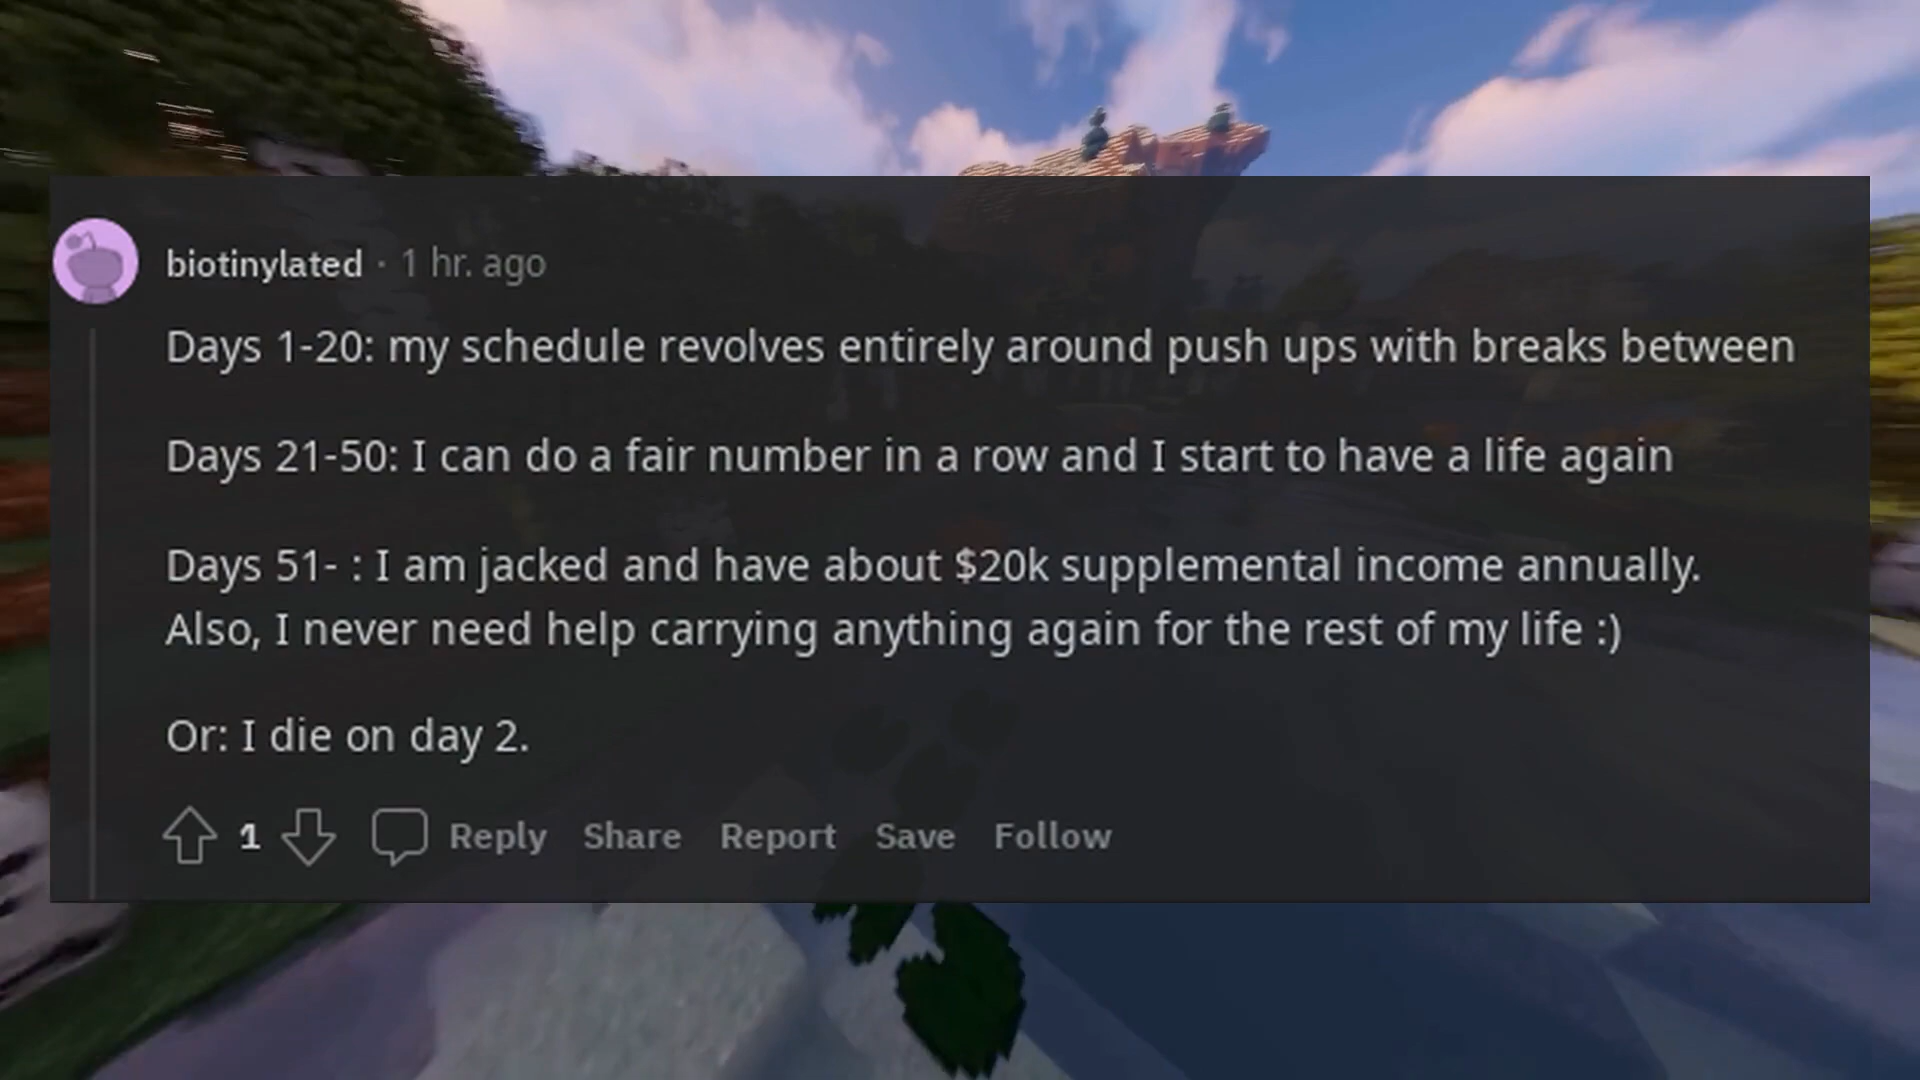 biotinylated · 1 hr. ago
Days 1-20: my schedule revolves entirely around push ups with breaks between
Days 21-50: I can do a fair number in a row and I start to have a life again
Days 51- : I am jacked and have about $20k supplemental income annually.
Also, I never need help carrying anything again for the rest of my life :)
Or: I die on day 2.
1 Reply Share Report Save Follow